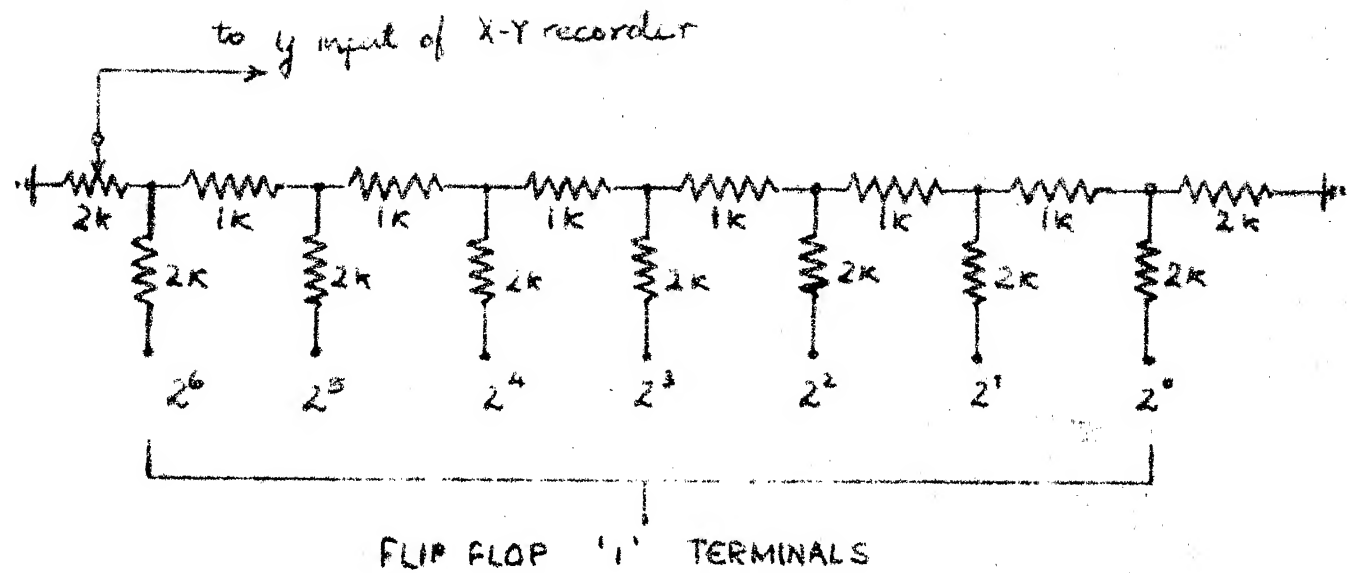 to y input of X-Y recorder
2k 1k 1k 1k 1k 1k 1k 2k
2k 2k 2k 2k 2k 2k 2k
2⁶ 2⁵ 2⁴ 2³ 2² 2¹ 2⁰
FLIP FLOP '1' TERMINALS